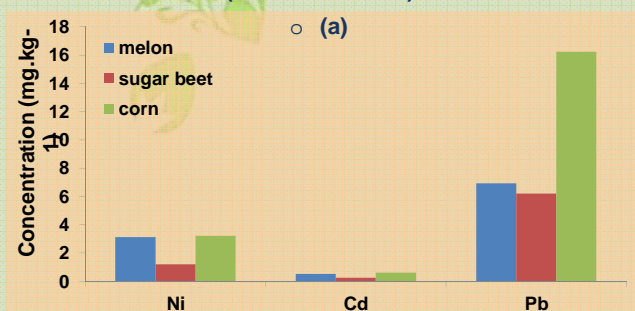 (a)
18
16
14
12
10
8
6
4
2
0
Concentration (mg.kg-
1)
melon
sugar beet
corn
Ni Cd Pb